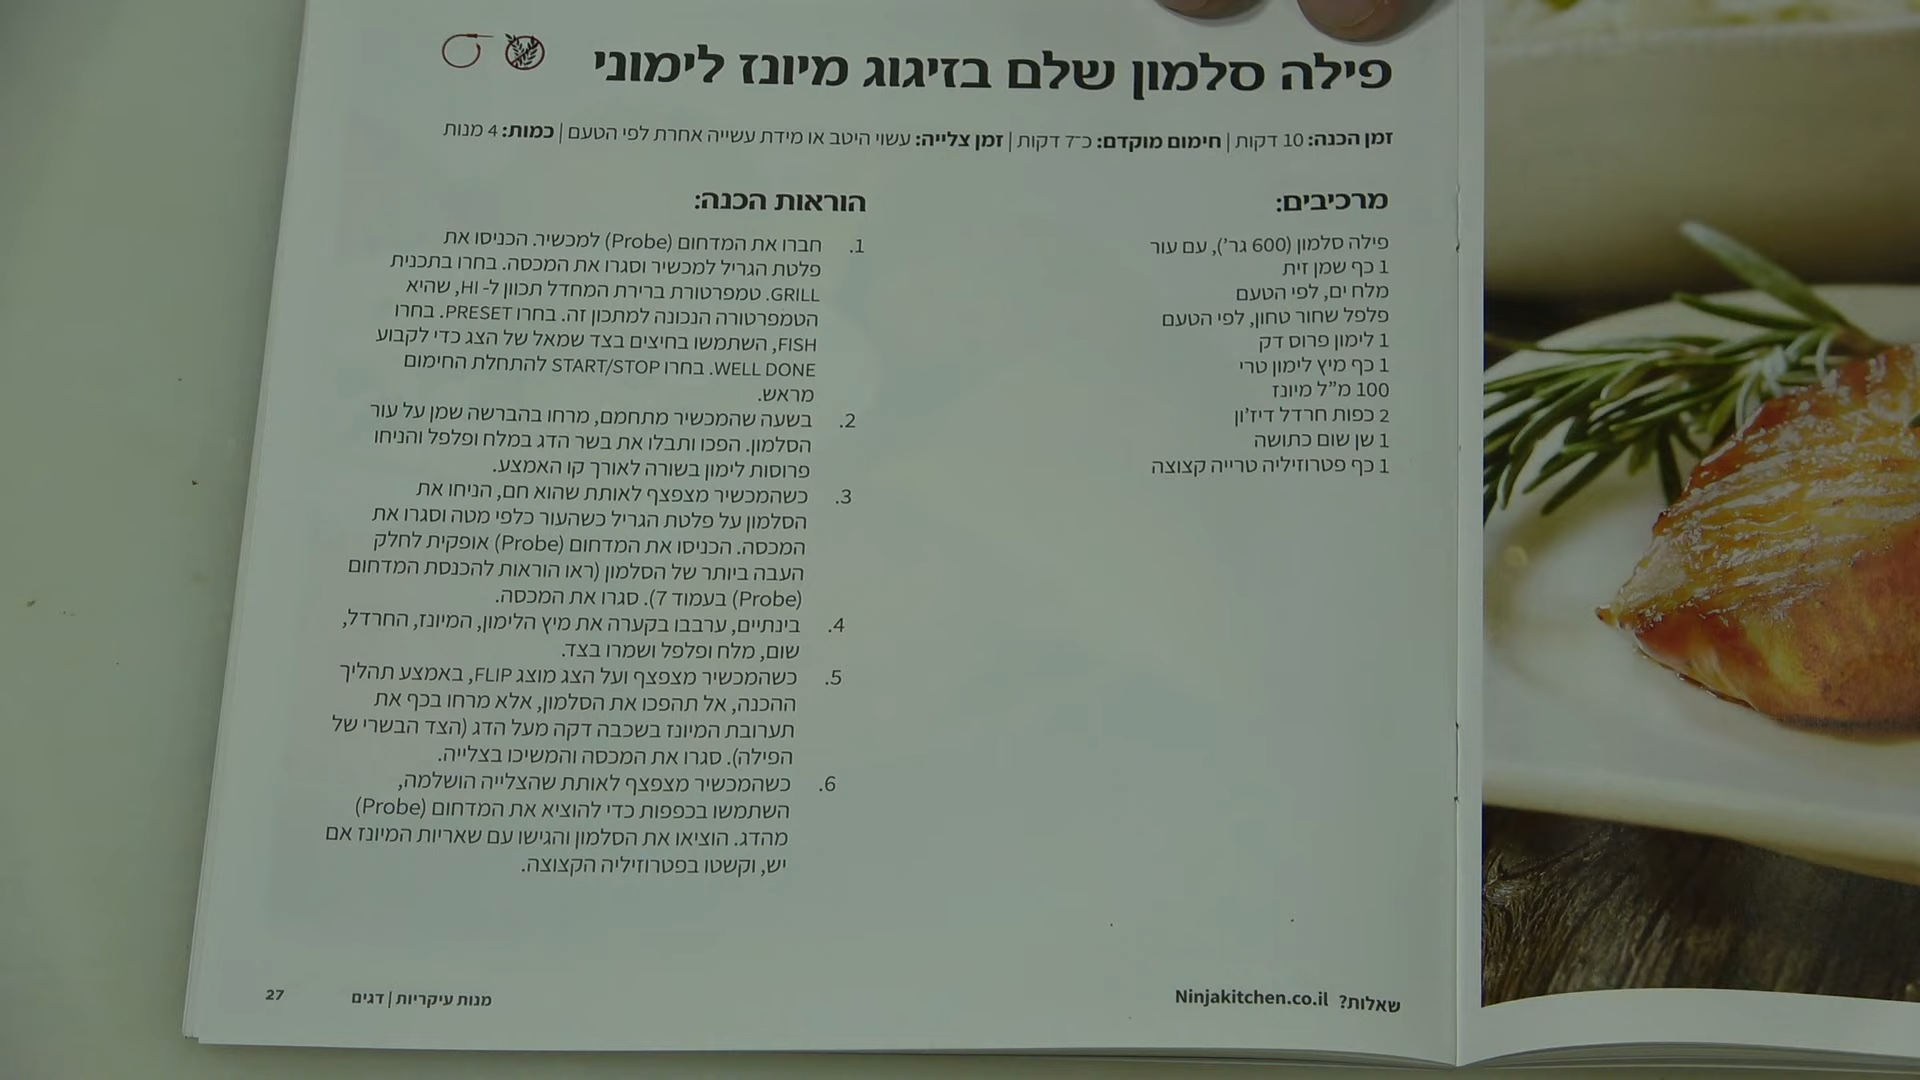 פילה סלמון שלם בזיגוג מיונז לימוני
זמן הכנה: 10 דקות | חימום מוקדם: כ־7 דקות | זמן צלייה: עשוי היטב או מידת עשייה אחרת לפי הטעם | כמות: 4 מנות
מרכיבים:
פילה סלמון (600 גר'), עם עור
1 כף שמן זית
מלח ים, לפי הטעם
פלפל שחור טחון, לפי הטעם
1 לימון פרוס דק
1 כף מיץ לימון טרי
100 מ"ל מיונז
2 כפות חרדל דיז'ון
1 שן שום כתושה
1 כף פטרוזיליה טרייה קצוצה
הוראות הכנה:
1. חברו את המדחום (Probe) למכשיר. הכניסו את
פלטת הגריל למכשיר וסגרו את המכסה. בחרו בתכנית
GRILL. טמפרטורת ברירת המחדל תכוון ל- HI, שהיא
הטמפרטורה הנכונה למתכון זה. בחרו PRESET. בחרו
FISH, השתמשו בחיצים בצד שמאל של הצג כדי לקבוע
WELL DONE. בחרו START/STOP להתחלת החימום
מראש.
2. בשעה שהמכשיר מתחמם, מרחו בהברשה שמן על עור
הסלמון. הפכו ותבלו את בשר הדג במלח ופלפל והניחו
פרוסות לימון בשורה לאורך קו האמצע.
3. כשהמכשיר מצפצף לאותת שהוא חם, הניחו את
הסלמון על פלטת הגריל כשהעור כלפי מטה וסגרו את
המכסה. הכניסו את המדחום (Probe) אופקית לחלק
העבה ביותר של הסלמון (ראו הוראות להכנסת המדחום
(Probe) בעמוד 7). סגרו את המכסה.
4. בינתיים, ערבבו בקערה את מיץ הלימון, המיונז, החרדל,
שום, מלח ופלפל ושמרו בצד.
5. כשהמכשיר מצפצף ועל הצג מוצג FLIP, באמצע תהליך
ההכנה, אל תהפכו את הסלמון, אלא מרחו בכף את
תערובת המיונז בשכבה דקה מעל הדג (הצד הבשרי של
הפילה). סגרו את המכסה והמשיכו בצלייה.
6. כשהמכשיר מצפצף לאותת שהצלייה הושלמה,
השתמשו בכפפות כדי להוציא את המדחום (Probe)
מהדג. הוציאו את הסלמון והגישו עם שאריות המיונז אם
יש, וקשטו בפטרוזיליה הקצוצה.
שאלות? Ninjakitchen.co.il
מנות עיקריות | דגים 27